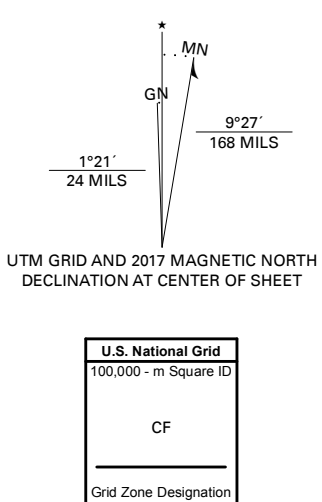 ★
MN
GN
9°27´
168 MILS
1°21´
24 MILS
UTM GRID AND 2017 MAGNETIC NORTH
DECLINATION AT CENTER OF SHEET
U.S. National Grid
100,000 - m Square ID
CF
Grid Zone Designation